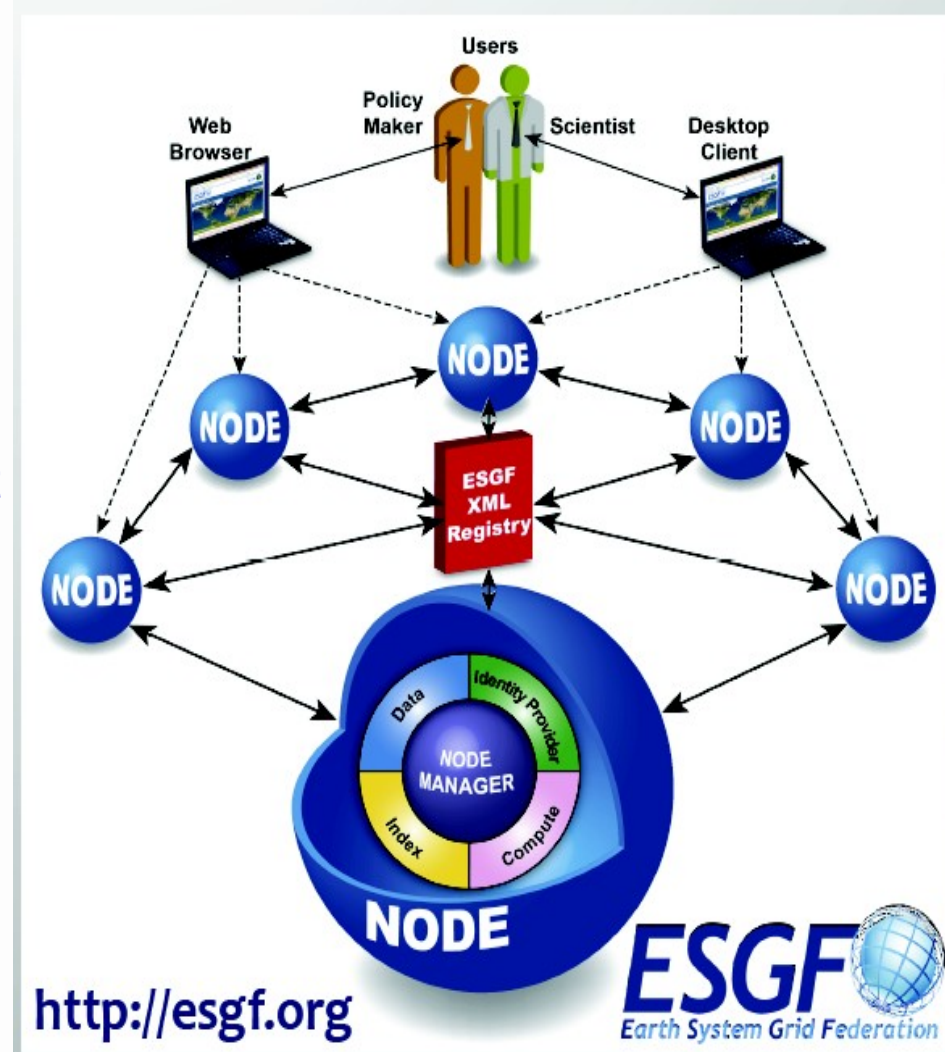 Users
Policy
Maker
Scientist
Web
Browser
Desktop
Client
NODE
NODE
NODE
ESGF
XML
Registry
NODE
NODE
Data
Identity Provider
NODE
MANAGER
Index
Compute
NODE
http://esgf.org
ESGF
Earth System Grid Federation